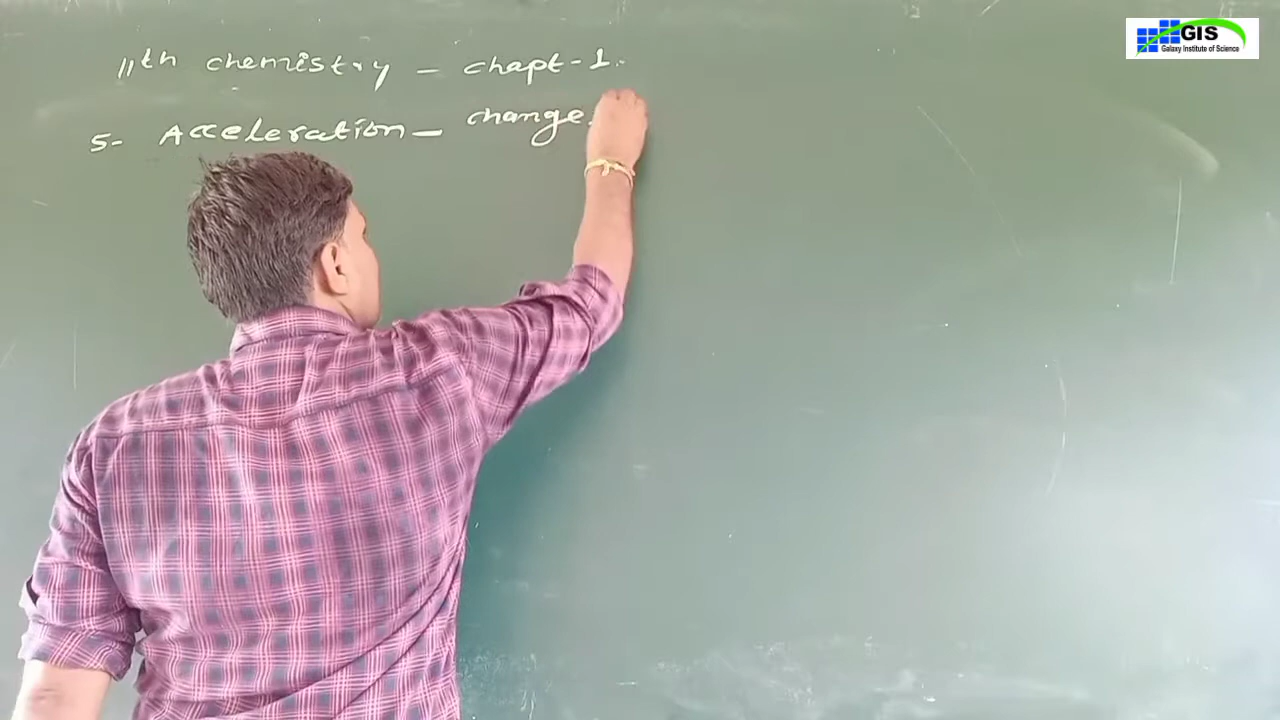 GIS
Galaxy Institute of Science
11th chemistry - chapt-1.
5- Acceleration - change